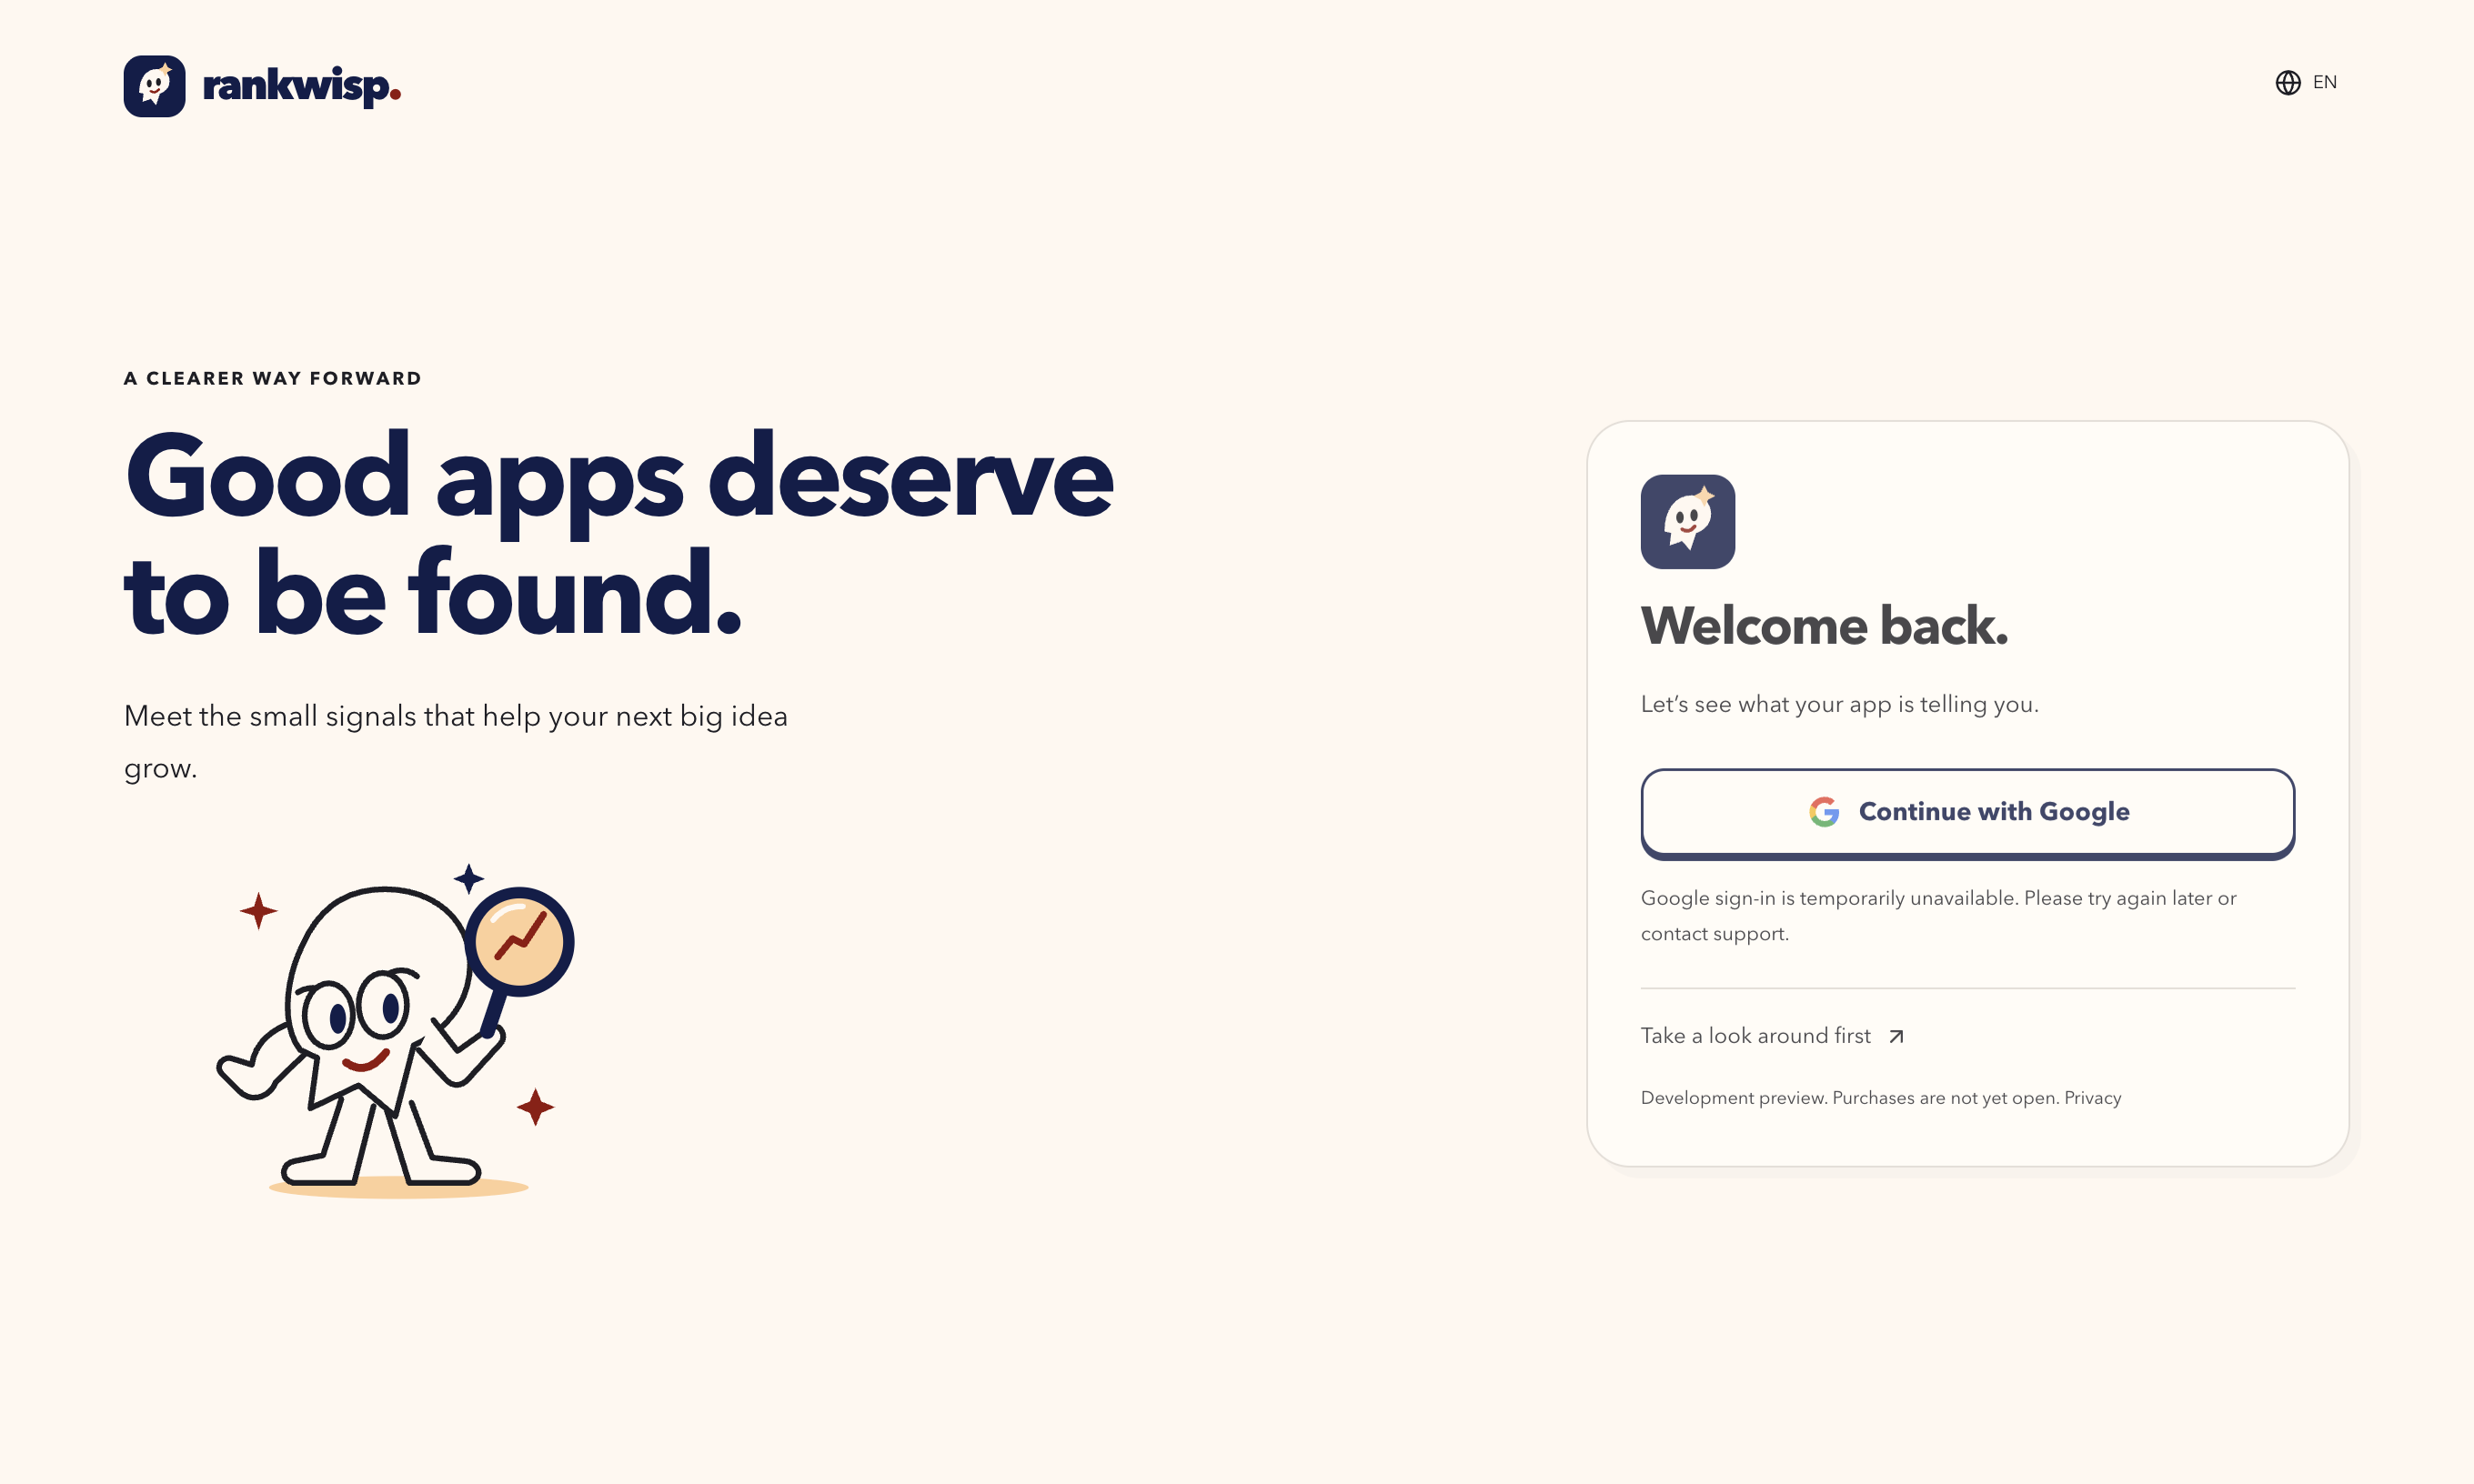 rankwisp.
EN
A CLEARER WAY FORWARD
Good apps deserve
to be found.
Meet the small signals that help your next big idea
grow.
Welcome back.
Let’s see what your app is telling you.
Continue with Google
Google sign-in is temporarily unavailable. Please try again later or
contact support.
Take a look around first
Development preview. Purchases are not yet open. Privacy